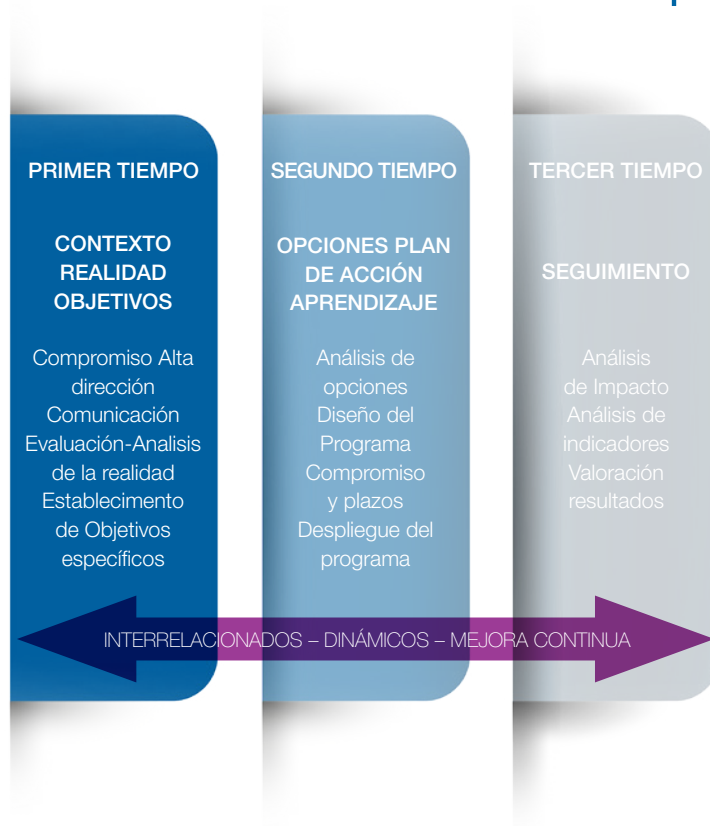 PRIMER TIEMPO
CONTEXTO
REALIDAD
OBJETIVOS
Compromiso Alta
dirección
Comunicación
Evaluación-Analisis
de la realidad
Establecimento
de Objetivos
específicos
SEGUNDO TIEMPO
OPCIONES PLAN
DE ACCIÓN
APRENDIZAJE
Análisis de
opciones
Diseño del
Programa
Compromiso
y plazos
Despliegue del
programa
TERCER TIEMPO
SEGUIMIENTO
Análisis
de Impacto
Análisis de
indicadores
Valoración
resultados
INTERRELACIONADOS – DINÁMICOS – MEJORA CONTINUA